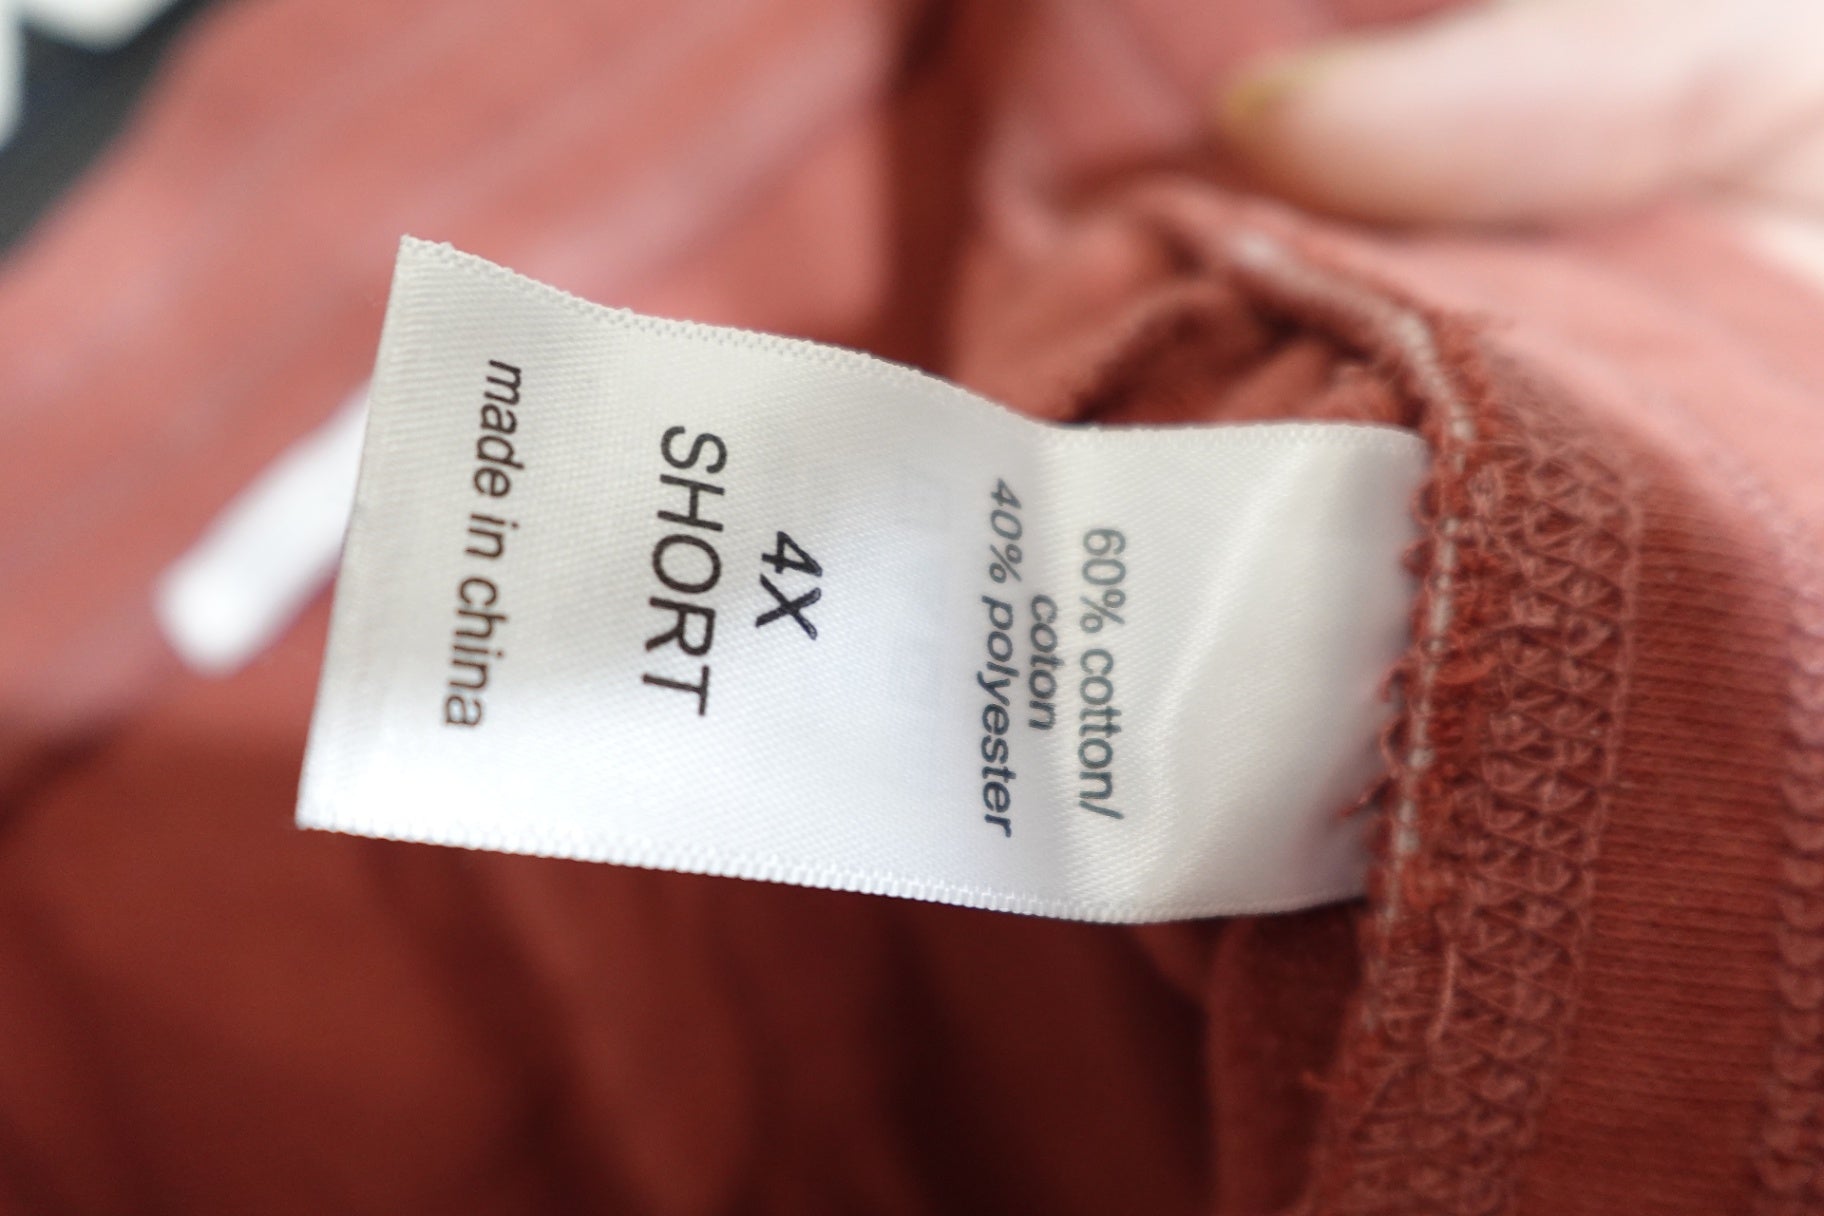 60% cotton/
coton
40% polyester
4X
SHORT
made in china